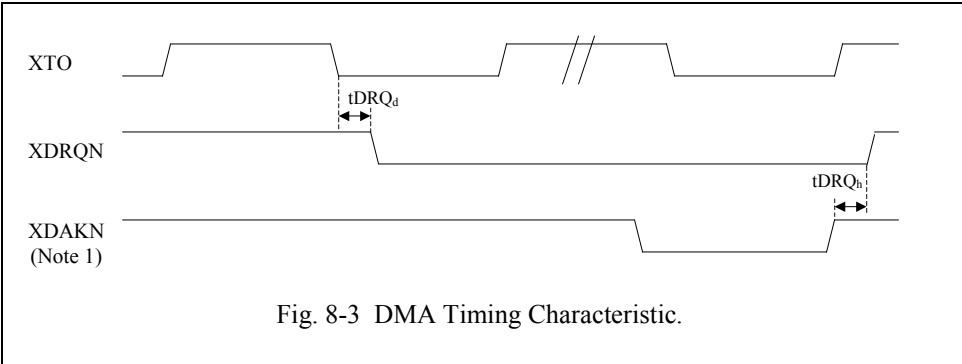 XTO
tDRQd
XDRQN
tDRQh
XDAKN
(Note 1)
Fig. 8-3 DMA Timing Characteristic.